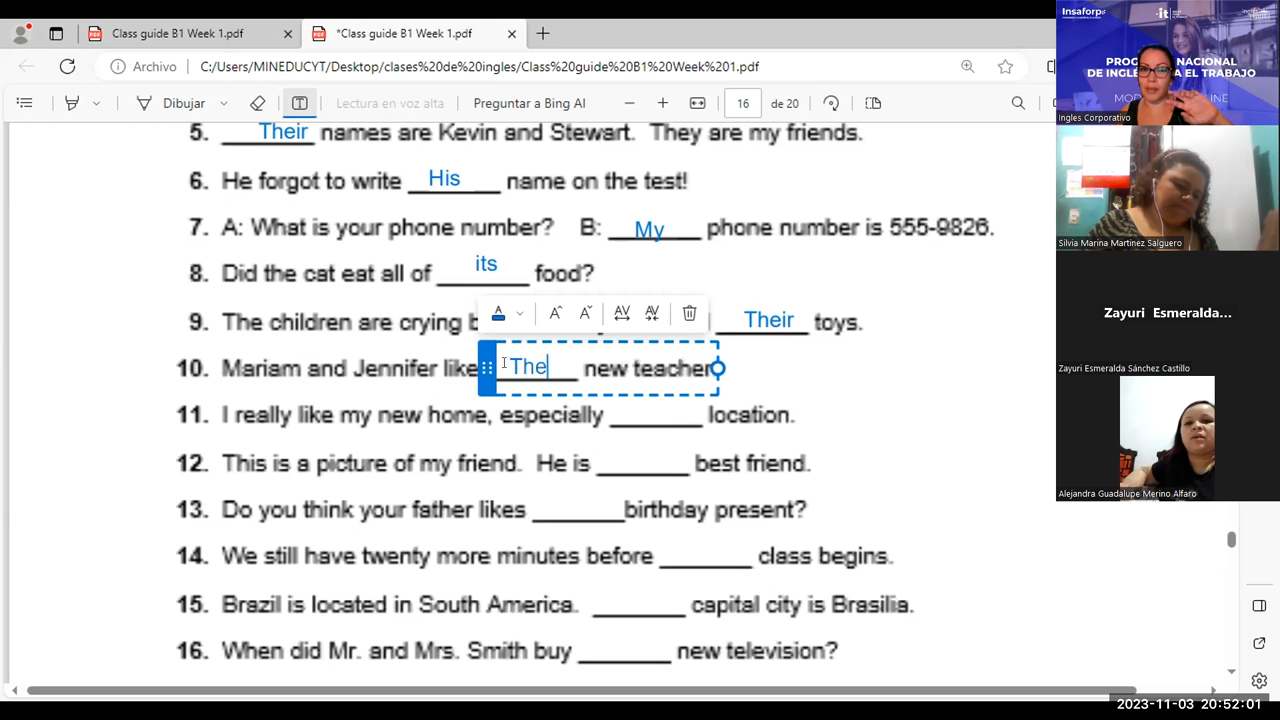 Class guide B1 Week 1.pdf
*Class guide B1 Week 1.pdf
Archivo
C:/Users/MINEDUCYT/Desktop/clases%20de%20ingles/Class%20guide%20B1%20Week%201.pdf
Dibujar
Lectura en voz alta
Preguntar a Bing AI
16
de 20
5. Their names are Kevin and Stewart. They are my friends.
6. He forgot to write His name on the test!
7. A: What is your phone number? B: My phone number is 555-9826.
8. Did the cat eat all of its food?
9. The children are crying Their toys.
10. Mariam and Jennifer like The new teacher
11. I really like my new home, especially ________ location.
12. This is a picture of my friend. He is ________ best friend.
13. Do you think your father likes ________birthday present?
14. We still have twenty more minutes before ________ class begins.
15. Brazil is located in South America. ________ capital city is Brasilia.
16. When did Mr. and Mrs. Smith buy ________ new television?
Insaforp
Ingles Corporativo
Silvia Marina Martinez Salguero
Zayuri Esmeralda...
Zayuri Esmeralda Sánchez Castillo
Alejandra Guadalupe Merino Alfaro
2023-11-03 20:52:01